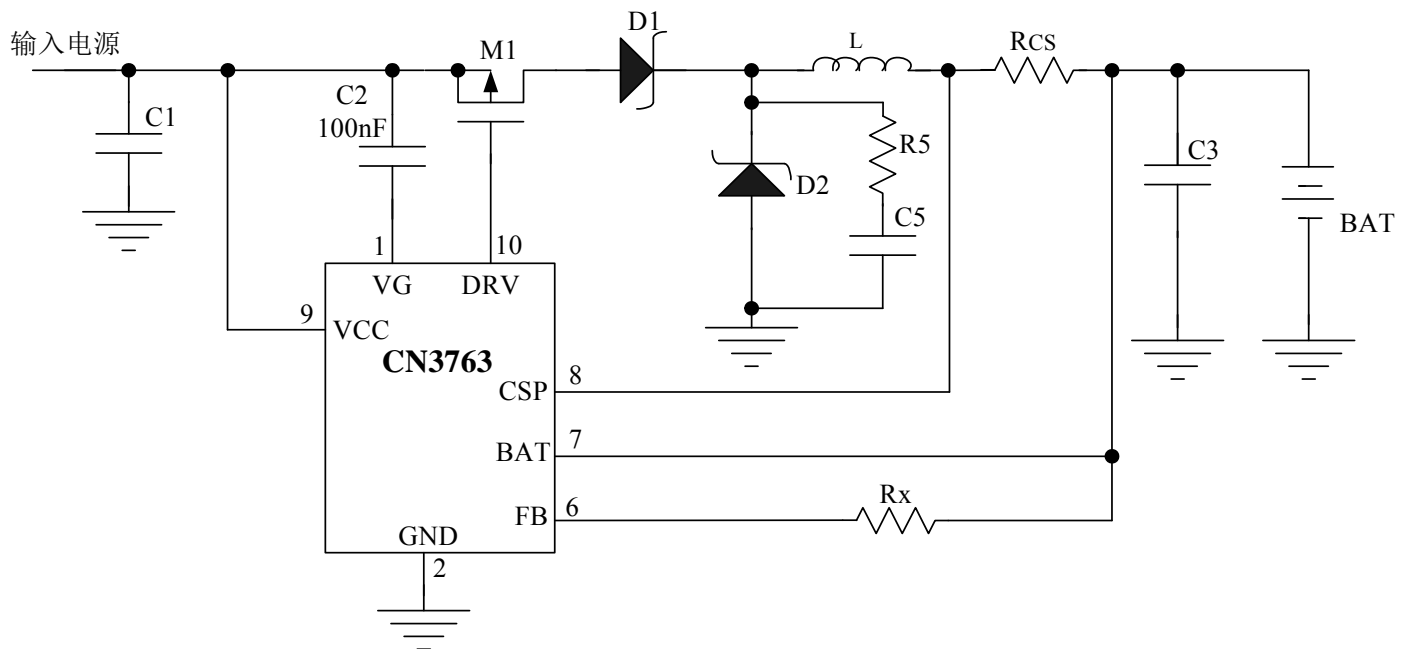 输入电源
D1
M1
L
RCS
C1
C2
100nF
R5
D2
C3
C5
BAT
1
10
VG
DRV
9
VCC
CN3763
CSP
8
BAT
7
FB
6
Rx
GND
2